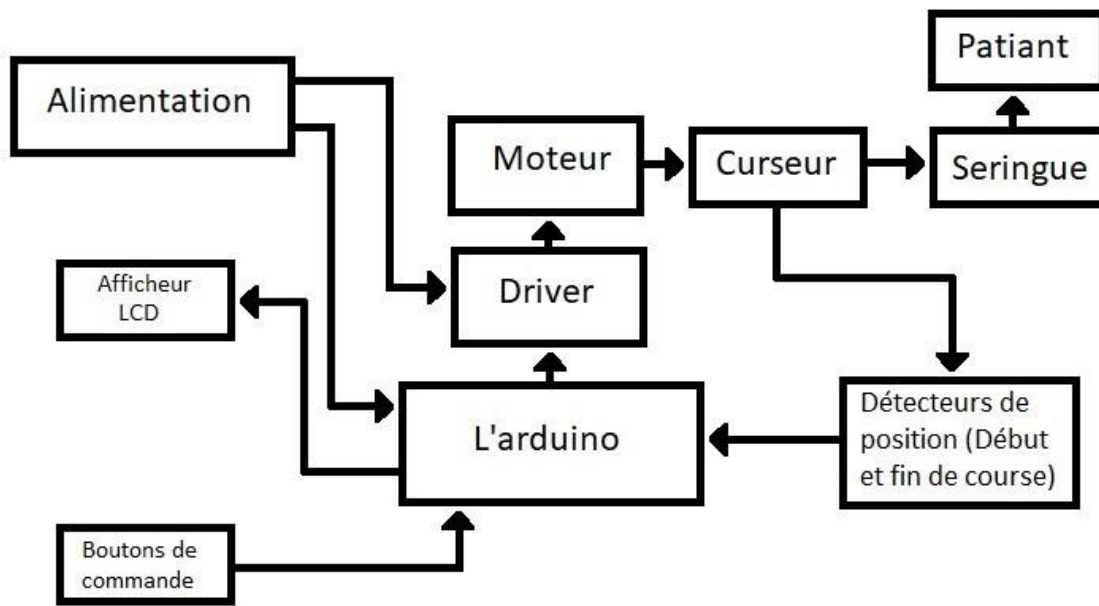 Patiant
Alimentation
Moteur
Curseur
Seringue
Afficheur
LCD
Driver
Détecteurs de
position (Début
et fin de course)
L'arduino
Boutons de
commande